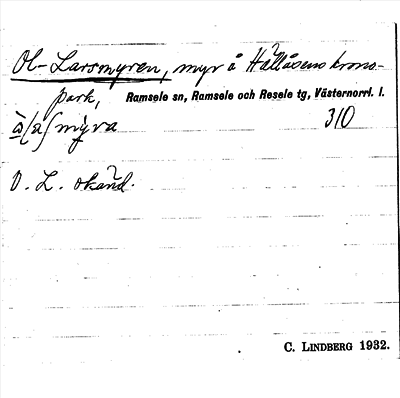 Ol-Larsmyren, myr å Hällåsens krono-
park, Ramsele sn, Ramsele och Resele tg, Västernorrl. l.
myra 310
O. L. okänd.
C. LINDBERG 1932.